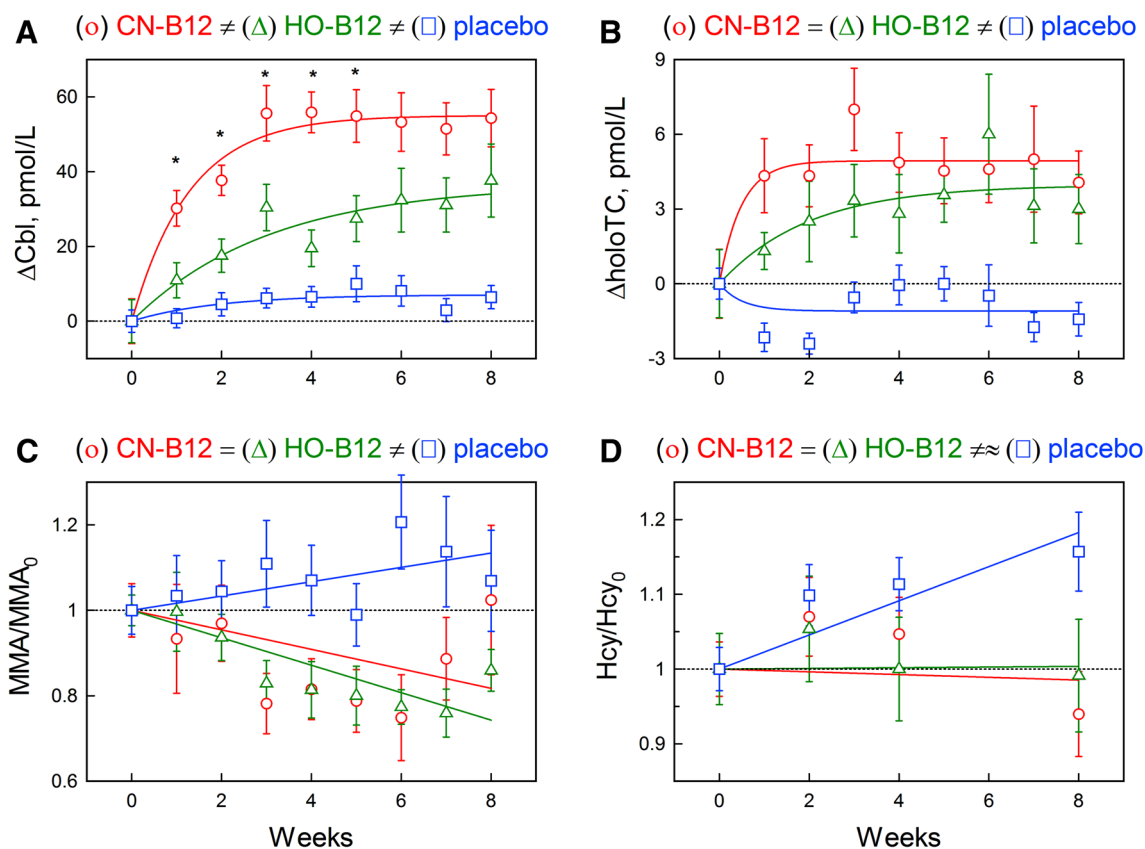 A (o) CN-B12 ≠ (Δ) HO-B12 ≠ (□) placebo
ΔCbl, pmol/L
60
40
20
0
* * * * *
0 2 4 6 8
B (o) CN-B12 = (Δ) HO-B12 ≠ (□) placebo
ΔholoTC, pmol/L
9
6
3
0
-3
0 2 4 6 8
C (o) CN-B12 = (Δ) HO-B12 ≠ (□) placebo
MMA/MMA₀
1.2
1
0.8
0.6
0 2 4 6 8
Weeks
D (o) CN-B12 = (Δ) HO-B12 ≠≈ (□) placebo
Hcy/Hcy₀
1.2
1.1
1
0.9
0 2 4 6 8
Weeks